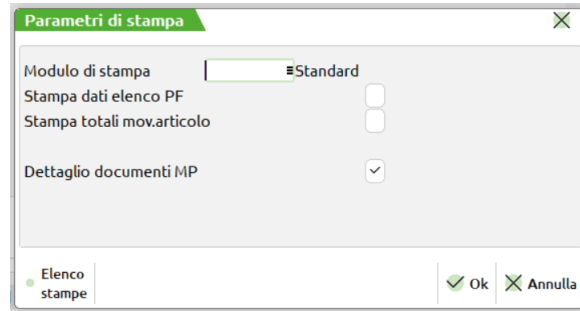 Parametri di stampa
Modulo di stampa Standard
Stampa dati elenco PF
Stampa totali mov.articolo
Dettaglio documenti MP
Elenco stampe Ok Annulla